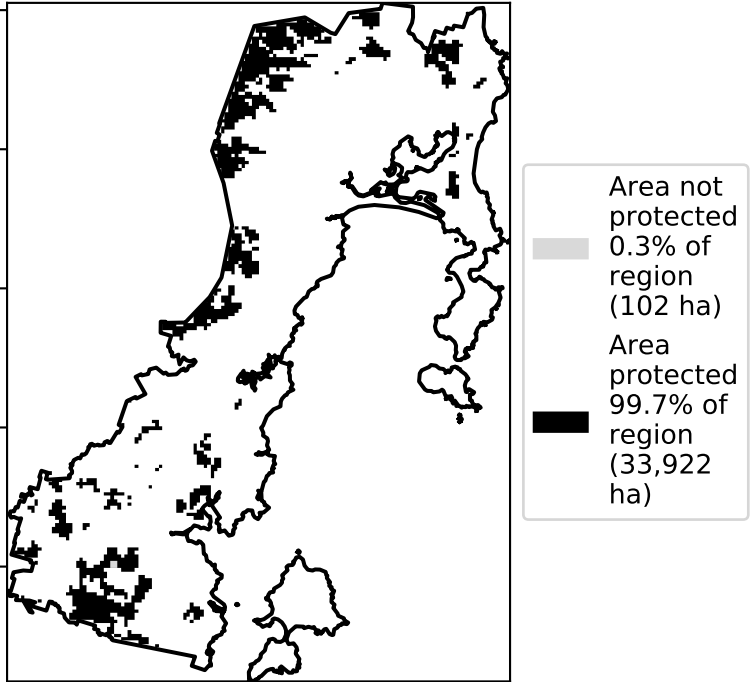 Area not
protected
0.3% of
region
(102 ha)
Area
protected
99.7% of
region
(33,922
ha)